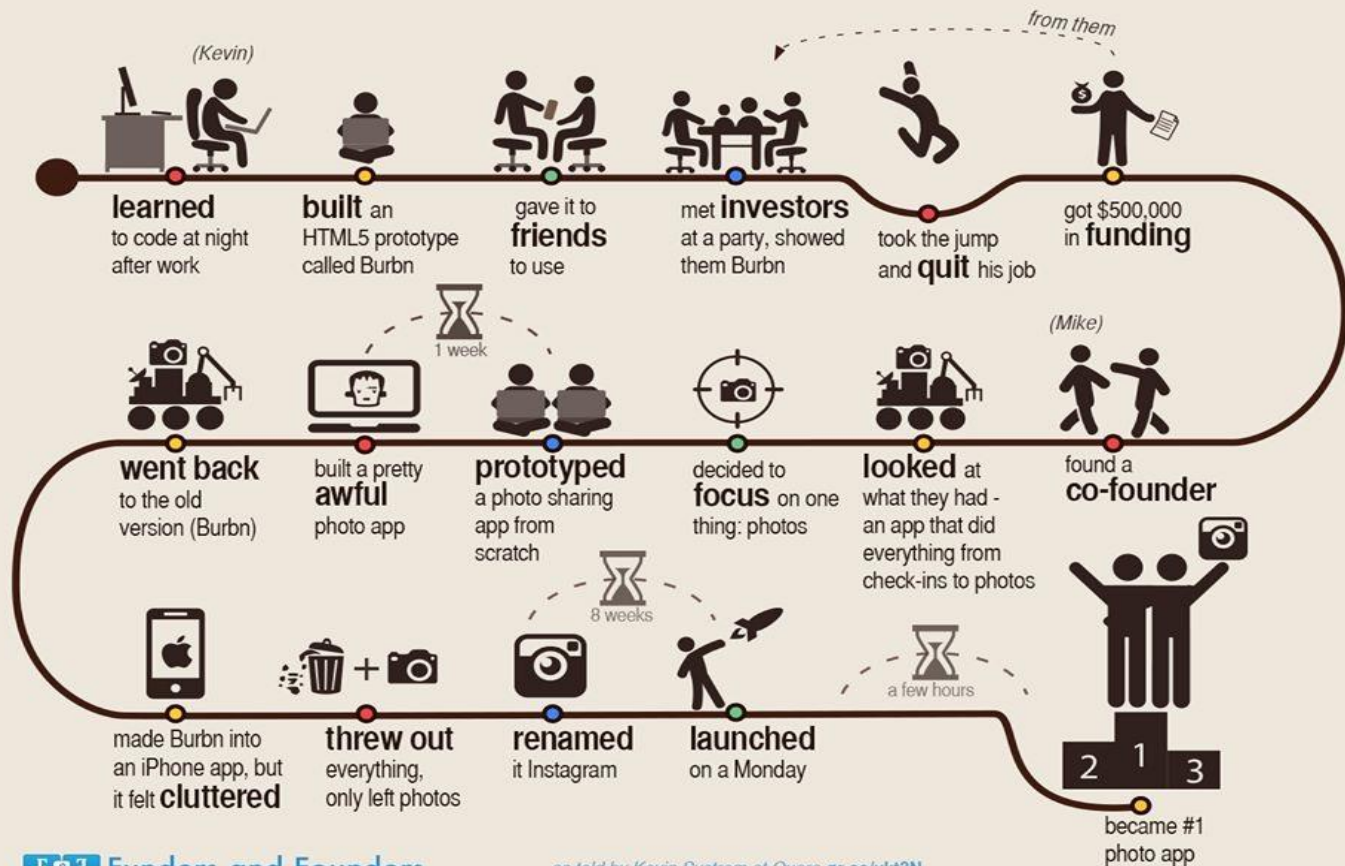 from them
(Kevin)
$
learned
to code at night
after work
built an
HTML5 prototype
called Burbn
gave it to
friends
to use
met investors
at a party, showed
them Burbn
took the jump
and quit his job
got $500,000
in funding
(Mike)
found a
co-founder
looked at
what they had -
an app that did
everything from
check-ins to photos
decided to
focus on one
thing: photos
prototyped
a photo sharing
app from
scratch
1 week
built a pretty
awful
photo app
went back
to the old
version (Burbn)
made Burbn into
an iPhone app, but
it felt cluttered
threw out
everything,
only left photos
renamed
it Instagram
8 weeks
launched
on a Monday
a few hours
2 1 3
became #1
photo app